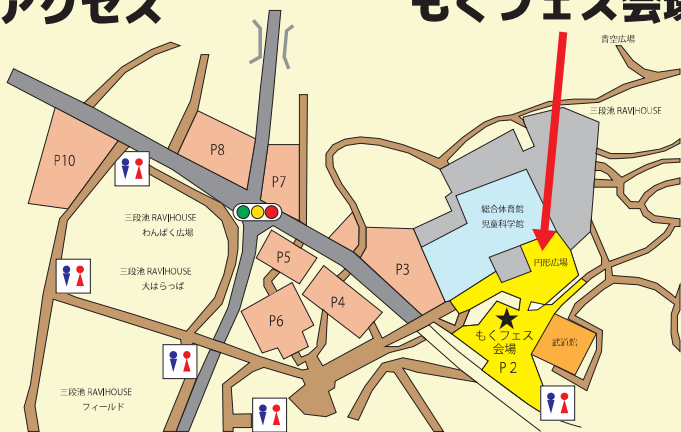 アクセス
もくフェス会場
青空広場
三段池 RAVIHOUSE
P10
P8
P7
総合体育館
児童科学館
三段池 RAVIHOUSE
わんぱく広場
円形広場
P5
P3
三段池 RAVIHOUSE
大はらっぱ
P4
P6
もくフェス
会場
P2
武道館
三段池 RAVIHOUSE
フィールド